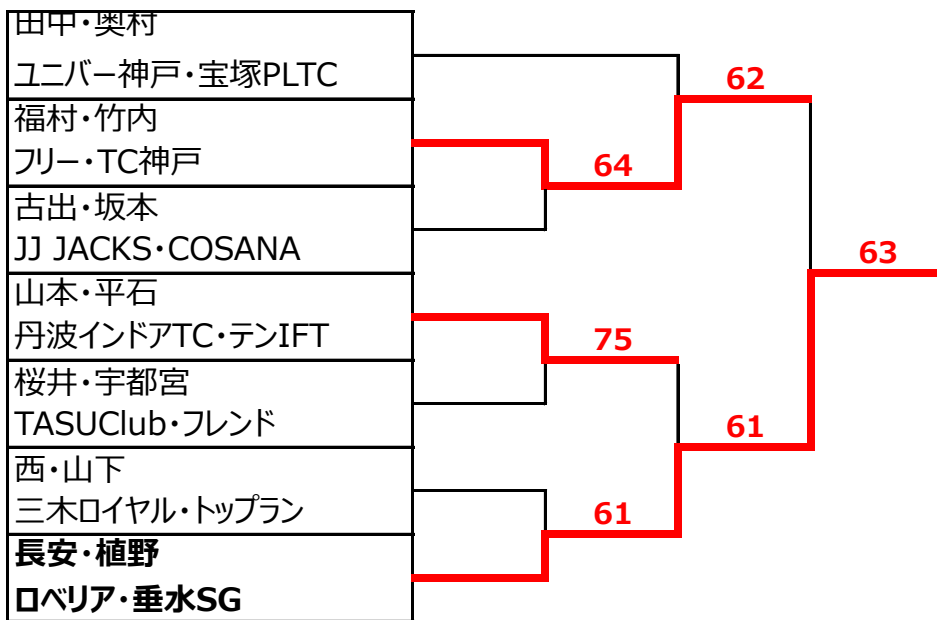 田中・奥村
ユニバー神戸・宝塚PLTC
62
福村・竹内
フリー・TC神戸
64
古出・坂本
JJ JACKS・COSANA
63
山本・平石
丹波インドアTC・テンIFT
75
桜井・宇都宮
TASUClub・フレンド
61
西・山下
三木ロイヤル・トップラン
61
長安・植野
ロベリア・垂水SG